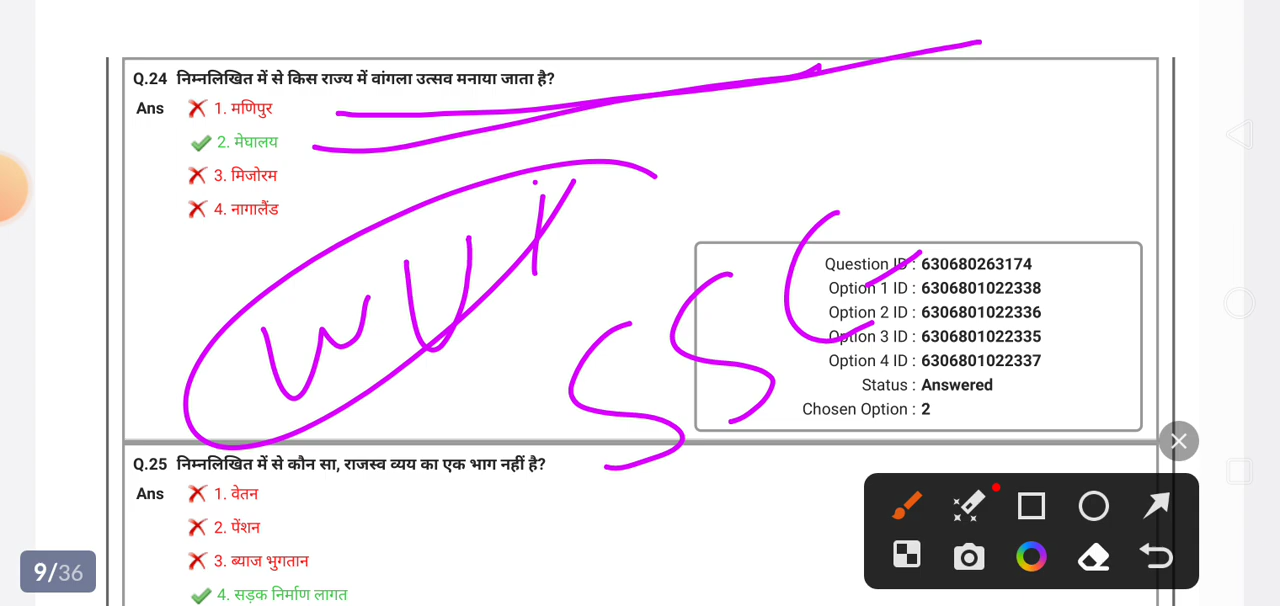 Q.24 निम्नलिखित में से किस राज्य में वांगला उत्सव मनाया जाता है?
Ans 1. मणिपुर
2. मेघालय
3. मिजोरम
4. नागालैंड
SSC
Question ID : 630680263174
Option 1 ID : 6306801022338
Option 2 ID : 6306801022336
Option 3 ID : 6306801022335
Option 4 ID : 6306801022337
Status : Answered
Chosen Option : 2
Q.25 निम्नलिखित में से कौन सा, राजस्व व्यय का एक भाग नहीं है?
Ans 1. वेतन
2. पेंशन
3. ब्याज भुगतान
4. सड़क निर्माण लागत
9/36